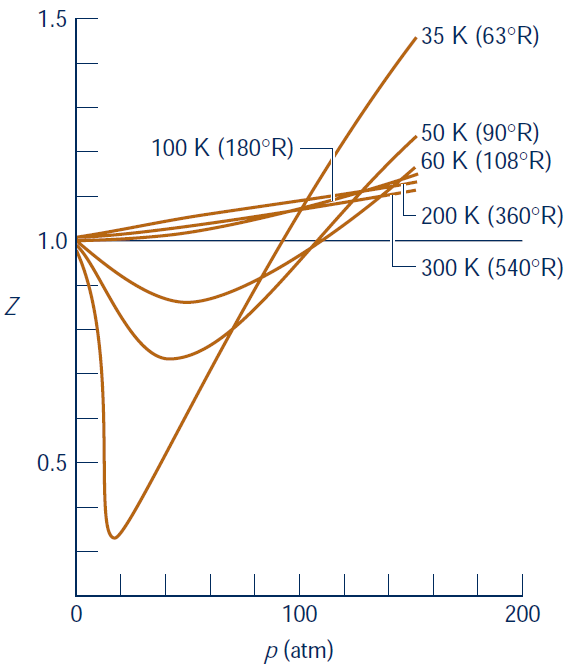 1.5
35 K (63°R)
50 K (90°R)
100 K (180°R)
60 K (108°R)
200 K (360°R)
1.0
300 K (540°R)
Z
0.5
0
100
200
p (atm)